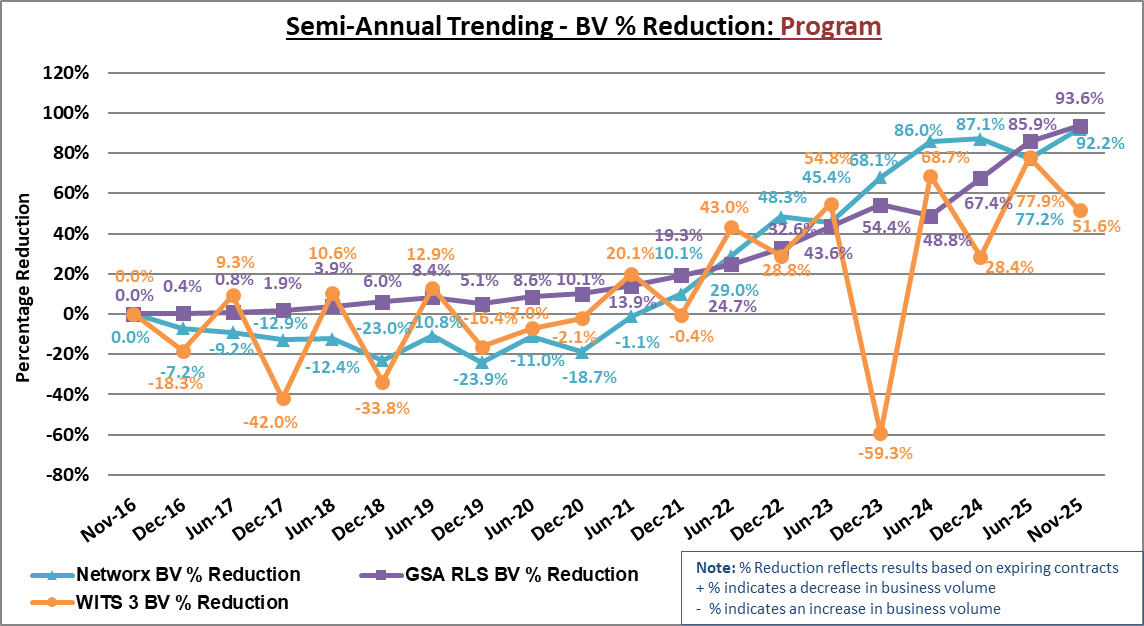 Semi-Annual Trending - BV % Reduction: Program
Percentage Reduction
120%
100%
80%
60%
40%
20%
0%
-20%
-40%
-60%
-80%
0.0%
-7.2%
-9.2%
-12.9%
-12.4%
-23.0%
-10.8%
-23.9%
-11.0%
-18.7%
-1.1%
10.1%
29.0%
48.3%
45.4%
68.1%
86.0%
87.1%
77.2%
92.2%
0.0%
0.4%
0.8%
1.9%
3.9%
6.0%
8.4%
5.1%
8.6%
10.1%
13.9%
19.3%
24.7%
32.6%
43.6%
54.4%
48.8%
67.4%
85.9%
93.6%
0.0%
-18.3%
9.3%
-42.0%
10.6%
-33.8%
12.9%
-16.4%
-7.0%
-2.1%
20.1%
-0.4%
43.0%
28.8%
54.8%
-59.3%
68.7%
28.4%
77.9%
51.6%
Nov-16
Dec-16
Jun-17
Dec-17
Jun-18
Dec-18
Jun-19
Dec-19
Jun-20
Dec-20
Jun-21
Dec-21
Jun-22
Dec-22
Jun-23
Dec-23
Jun-24
Dec-24
Jun-25
Nov-25
Networx BV % Reduction
GSA RLS BV % Reduction
WITS 3 BV % Reduction
Note: % Reduction reflects results based on expiring contracts
+ % indicates a decrease in business volume
- % indicates an increase in business volume